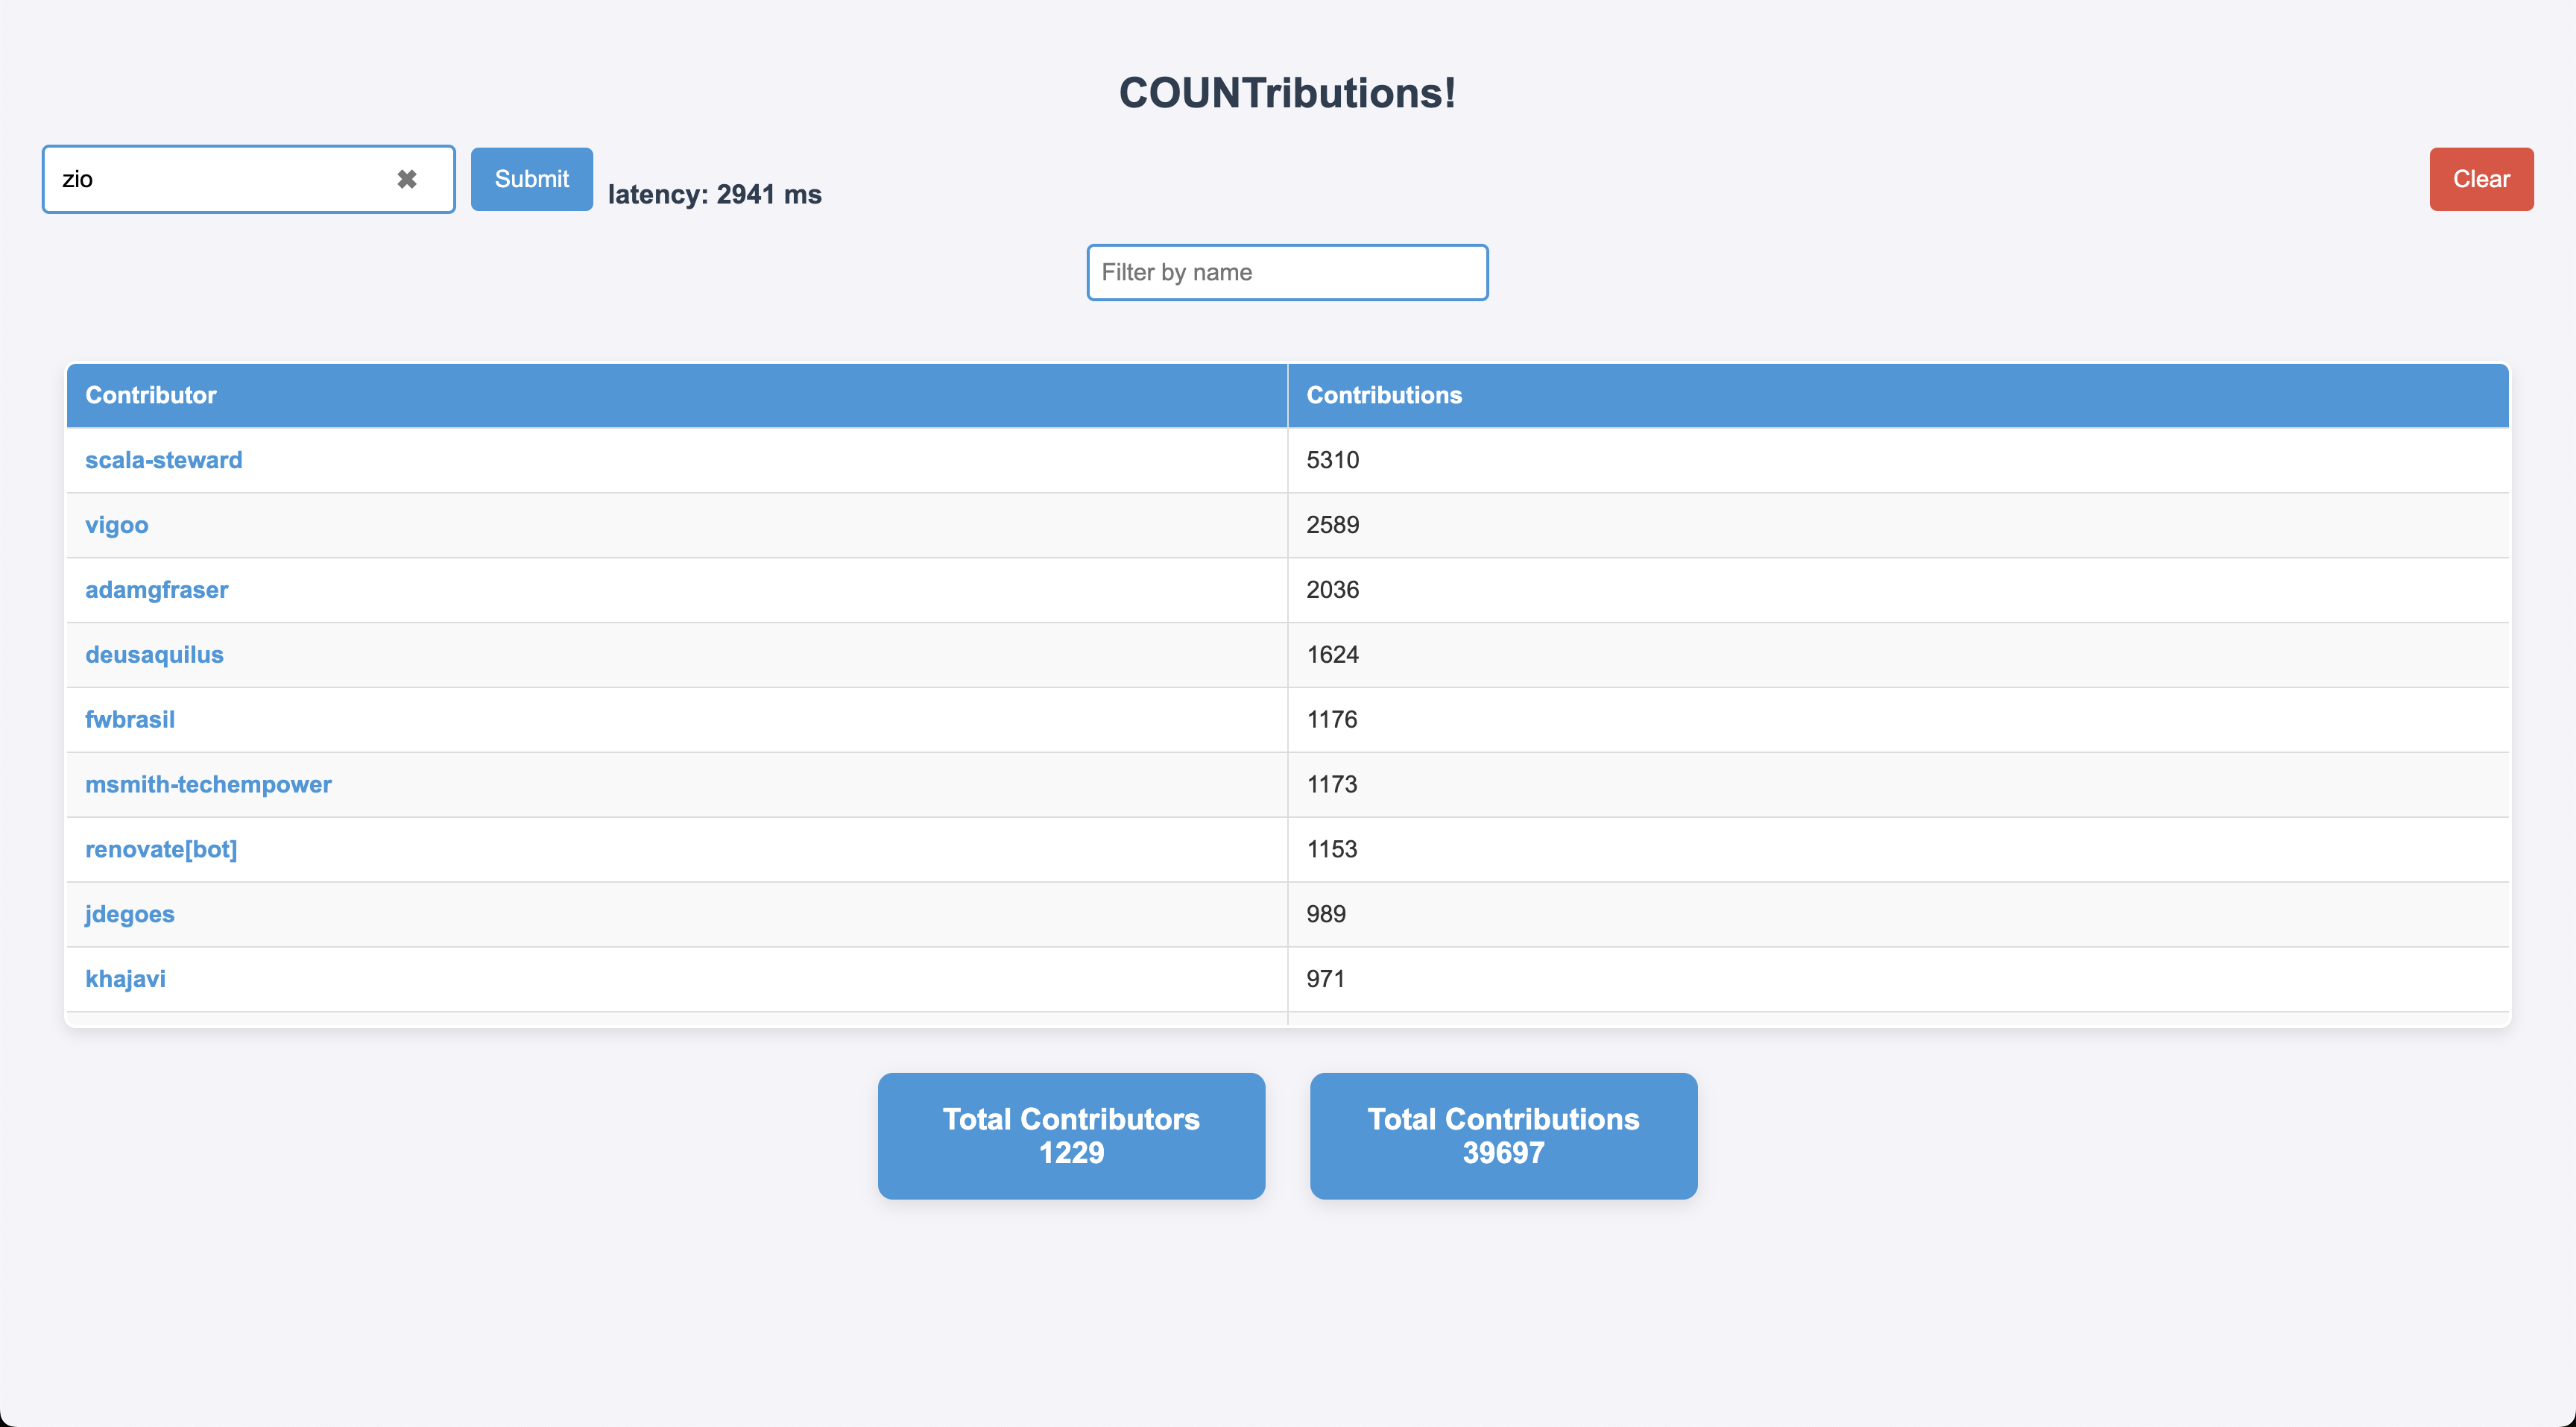 COUNTributions!
zio ✖ Submit latency: 2941 ms Clear
Filter by name
Contributor Contributions
scala-steward 5310
vigoo 2589
adamgfraser 2036
deusaquilus 1624
fwbrasil 1176
msmith-techempower 1173
renovate[bot] 1153
jdegoes 989
khajavi 971
Total Contributors Total Contributions
1229 39697